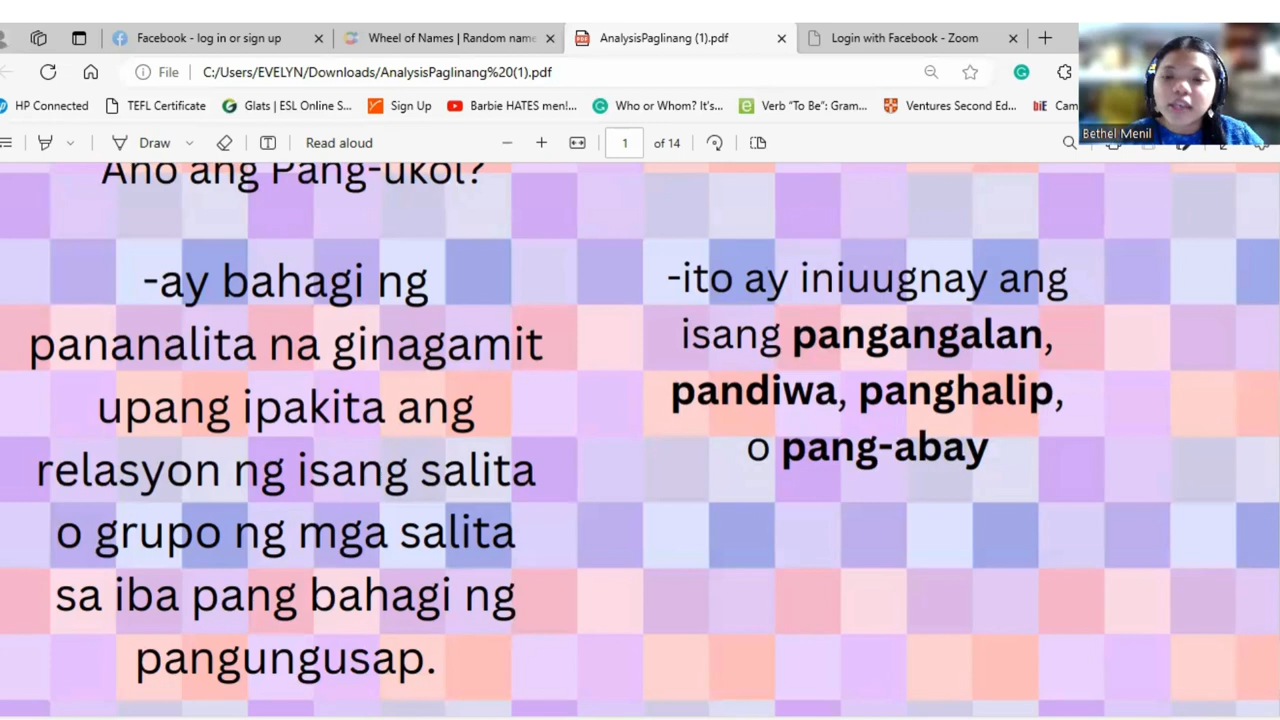 Facebook - log in or sign up
Wheel of Names | Random name
AnalysisPaglinang (1).pdf
Login with Facebook - Zoom
File
C:/Users/EVELYN/Downloads/AnalysisPaglinang%20(1).pdf
HP Connected
TEFL Certificate
Glats | ESL Online S...
Sign Up
Barbie HATES men!...
Who or Whom? It's...
Verb "To Be": Gram...
Ventures Second Ed...
Cam
Draw
Read aloud
1
of 14
Bethel Menil
Ano ang Pang-ukol?
-ay bahagi ng
pananalita na ginagamit
upang ipakita ang
relasyon ng isang salita
o grupo ng mga salita
sa iba pang bahagi ng
pangungusap.
-ito ay iniuugnay ang
isang pangangalan,
pandiwa, panghalip,
o pang-abay